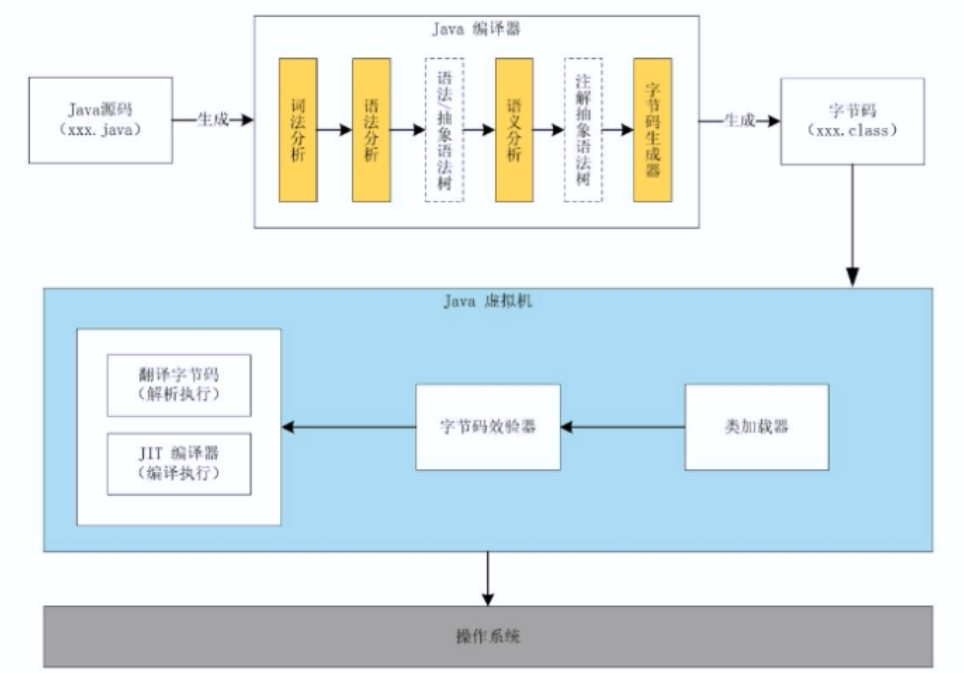 Java 编译器
Java源码
（xxx.java）
生成
词法分析
语法分析
语法/抽象语法树
语义分析
注解抽象语法树
字节码生成器
生成
字节码
（xxx.class）
Java 虚拟机
翻译字节码
（解析执行）
JIT 编译器
（编译执行）
字节码效验器
类加载器
操作系统